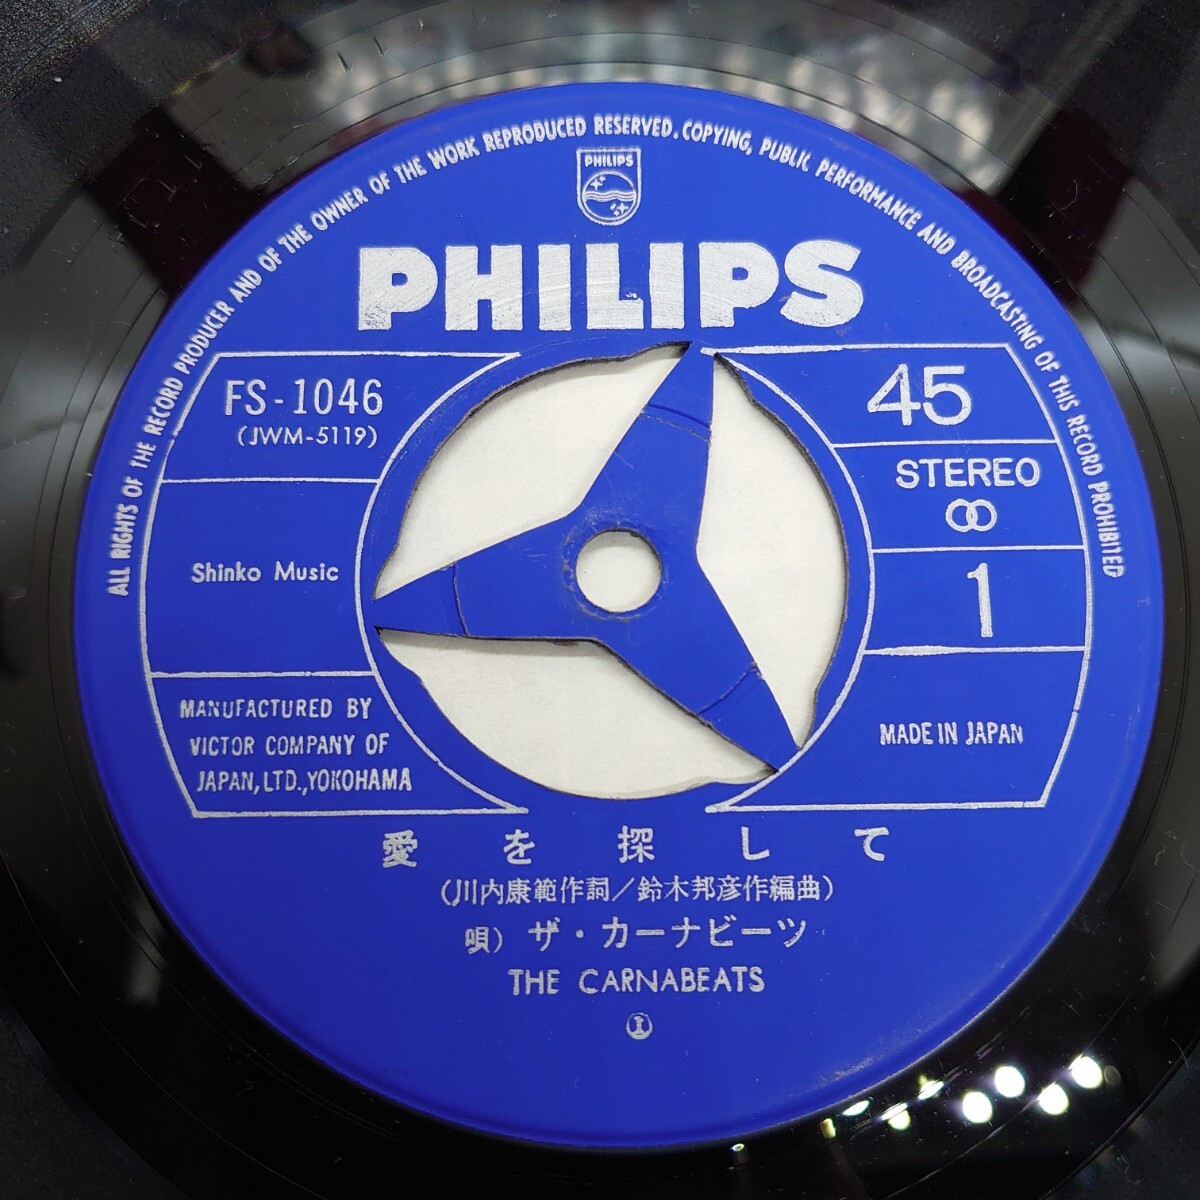 ALL RIGHTS OF THE RECORD PRODUCER AND OF THE OWNER OF THE WORK REPRODUCED RESERVED. COPYING, PUBLIC PERFORMANCE AND BROADCASTING OF THIS RECORD PROHIBITED
PHILIPS
PHILIPS
FS-1046
(JWM-5119)
Shinko Music
MANUFACTURED BY
VICTOR COMPANY OF
JAPAN,LTD.,YOKOHAMA
45
STEREO
1
MADE IN JAPAN
愛を探して
(川内康範作詞/鈴木邦彦作編曲)
唄) ザ・カーナビーツ
THE CARNABEATS
I